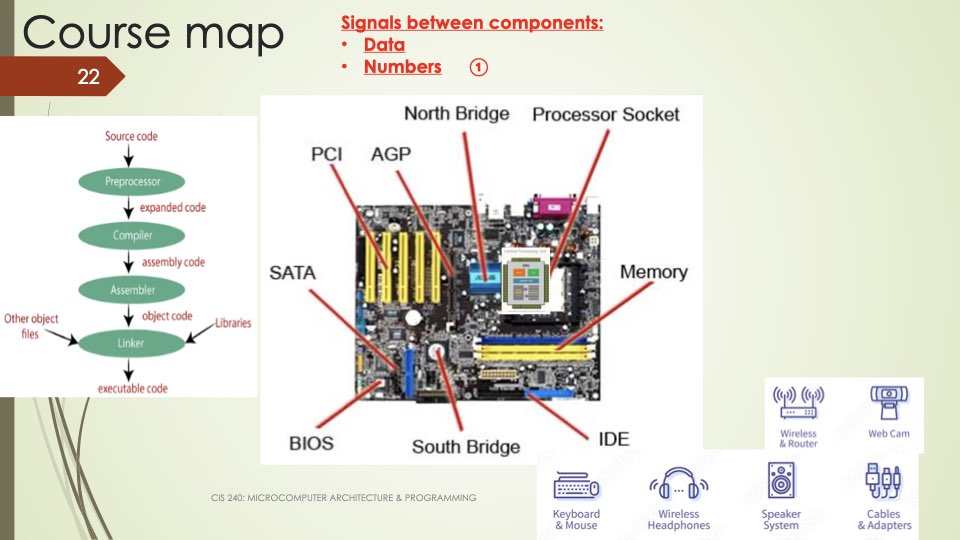 Course map
22
Signals between components:
• Data
• Numbers ①
Source code
Preprocessor
expanded code
Compiler
assembly code
Assembler
object code
Other object
files
Libraries
Linker
executable code
North Bridge
Processor Socket
PCI
AGP
SATA
Memory
BIOS
South Bridge
IDE
Wireless
& Router
Web Cam
Keyboard
& Mouse
Wireless
Headphones
Speaker
System
Cables
& Adapters
CIS 240: MICROCOMPUTER ARCHITECTURE & PROGRAMMING